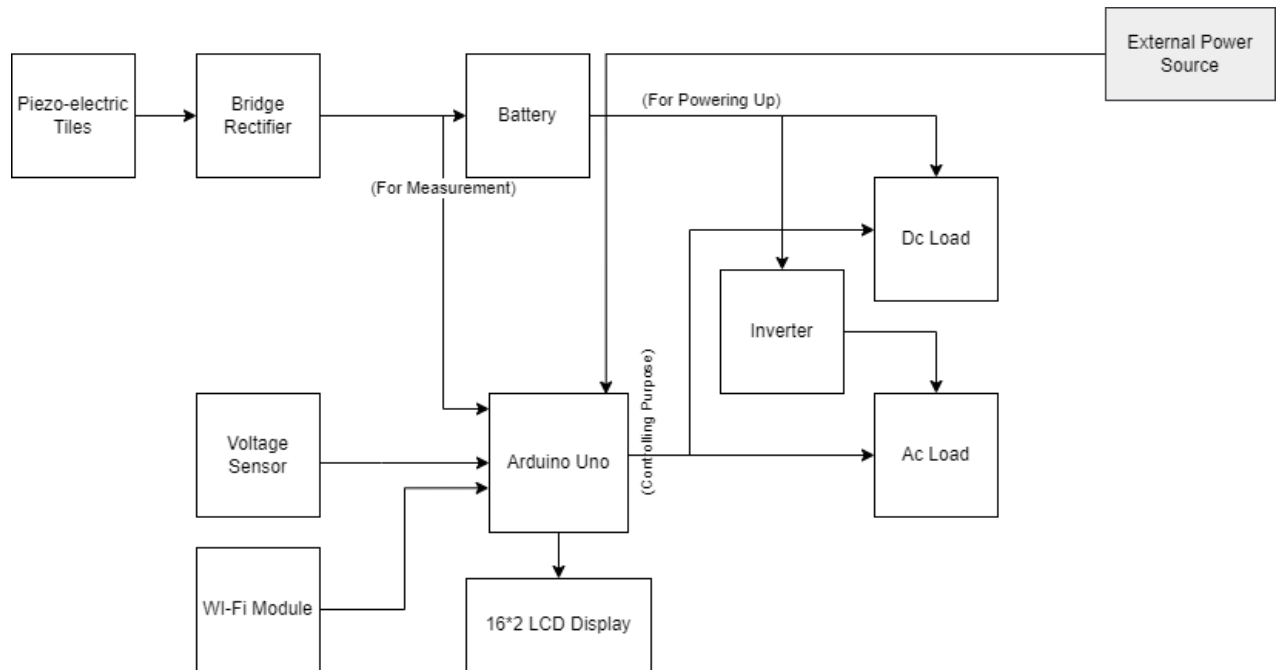 External Power
Source
Piezo-electric
Tiles
Bridge
Rectifier
Battery
(For Powering Up)
(For Measurement)
Dc Load
Inverter
(Controlling Purpose)
Voltage
Sensor
Arduino Uno
Ac Load
WI-Fi Module
16*2 LCD Display